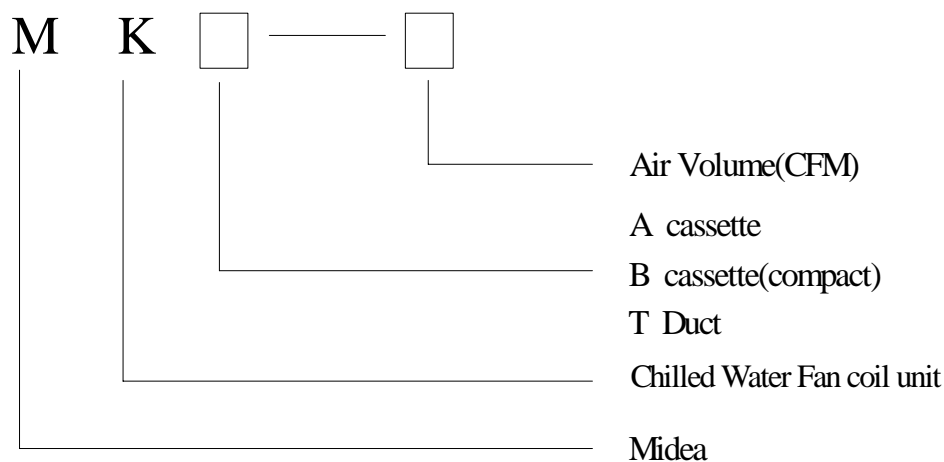 M K
Air Volume(CFM)
A cassette
B cassette(compact)
T Duct
Chilled Water Fan coil unit
Midea